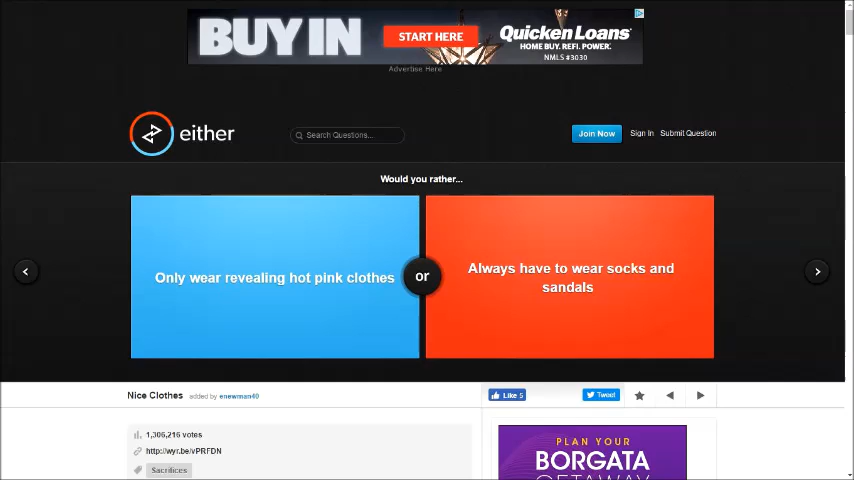 BUY IN
START HERE
Quicken Loans
HOME BUY. REFI. POWER.
NMLS #3030
Advertise Here
either
Search Questions...
Join Now
Sign In
Submit Question
Would you rather...
Only wear revealing hot pink clothes
or
Always have to wear socks and
sandals
Nice Clothes added by enewman40
Like 5
Tweet
1,306,216 votes
http://wyr.be/vPRFDN
Sacrifices
PLAN YOUR
BORGATA
GETAWAY